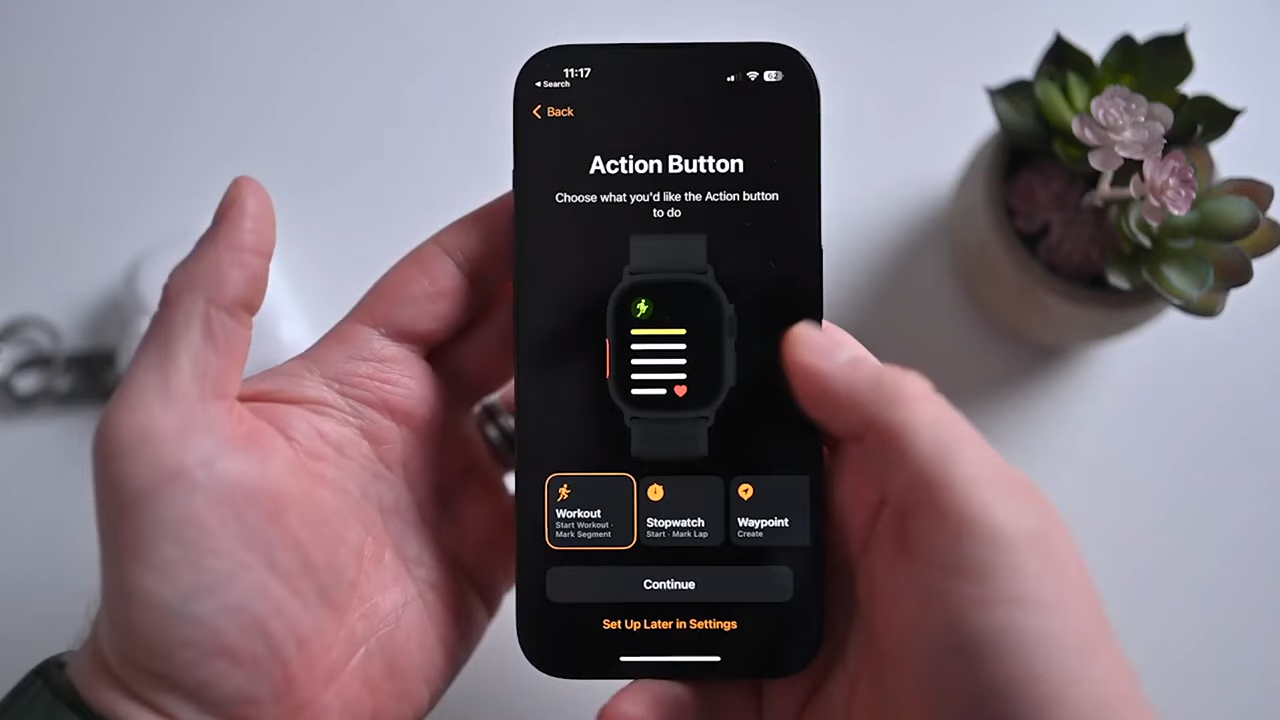 11:17
62
◀ Search
Back
Action Button
Choose what you'd like the Action button
to do
Workout
Start Workout ·
Mark Segment
Stopwatch
Start · Mark Lap
Waypoint
Create
Continue
Set Up Later in Settings